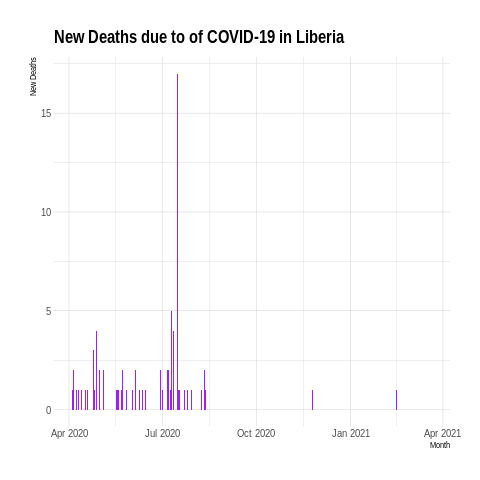 New Deaths due to of COVID-19 in Liberia
New Deaths
15
10
5
0
Apr 2020 Jul 2020 Oct 2020 Jan 2021 Apr 2021
Month